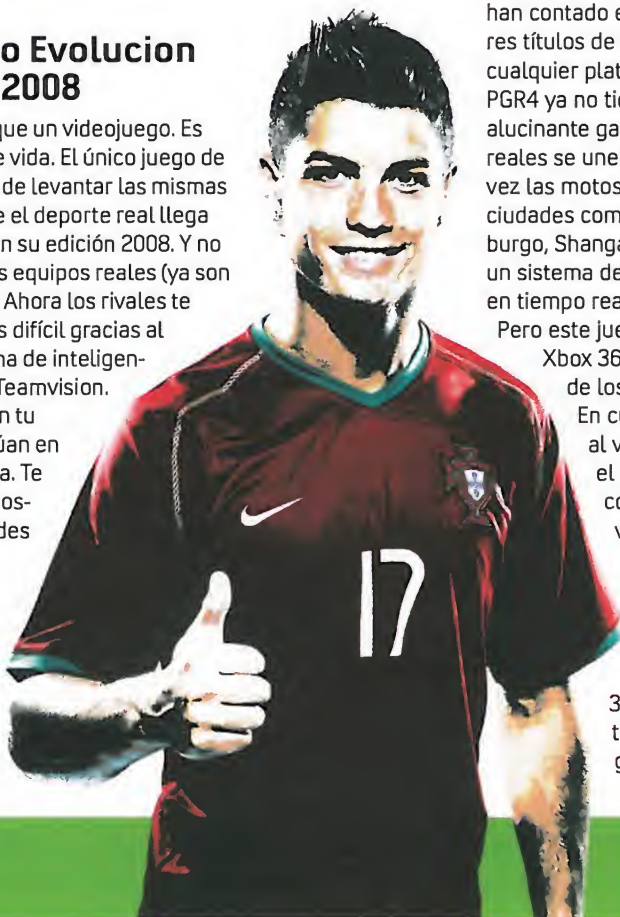 o Evolucion
2008
que un videojuego. Es
e vida. El único juego de
de levantar las mismas
e el deporte real llega
n su edición 2008. Y no
s equipos reales (ya son
Ahora los rivales te
s difícil gracias al
na de inteligen-
Teamvision.
n tu
úan en
a. Te
os-
des
17
han contado e
res títulos de
cualquier plat
PGR4 ya no tie
alucinante ga
reales se une
vez las motos
ciudades com
burgo, Shanga
un sistema de
en tiempo rea
Pero este jue
Xbox 36
de los
En cu
al v
el
co
v
3
t
g